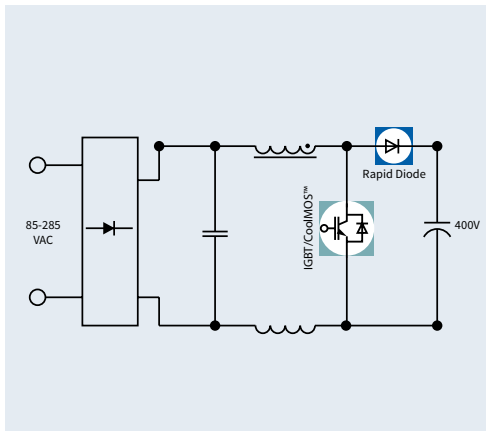 Rapid Diode
IGBT/CoolMOS™
85-285
VAC
400V